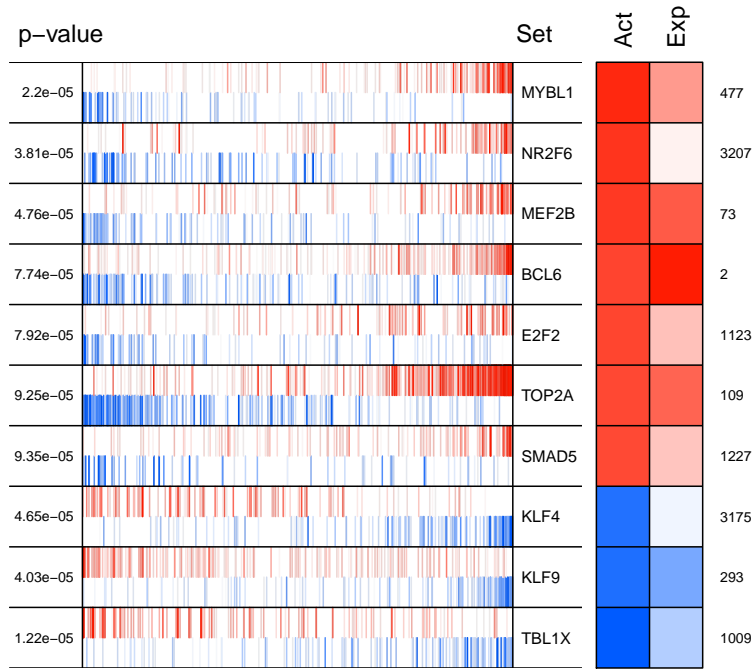 p-value Set Act Exp
2.2e-05 MYBL1 477
3.81e-05 NR2F6 3207
4.76e-05 MEF2B 73
7.74e-05 BCL6 2
7.92e-05 E2F2 1123
9.25e-05 TOP2A 109
9.35e-05 SMAD5 1227
4.65e-05 KLF4 3175
4.03e-05 KLF9 293
1.22e-05 TBL1X 1009